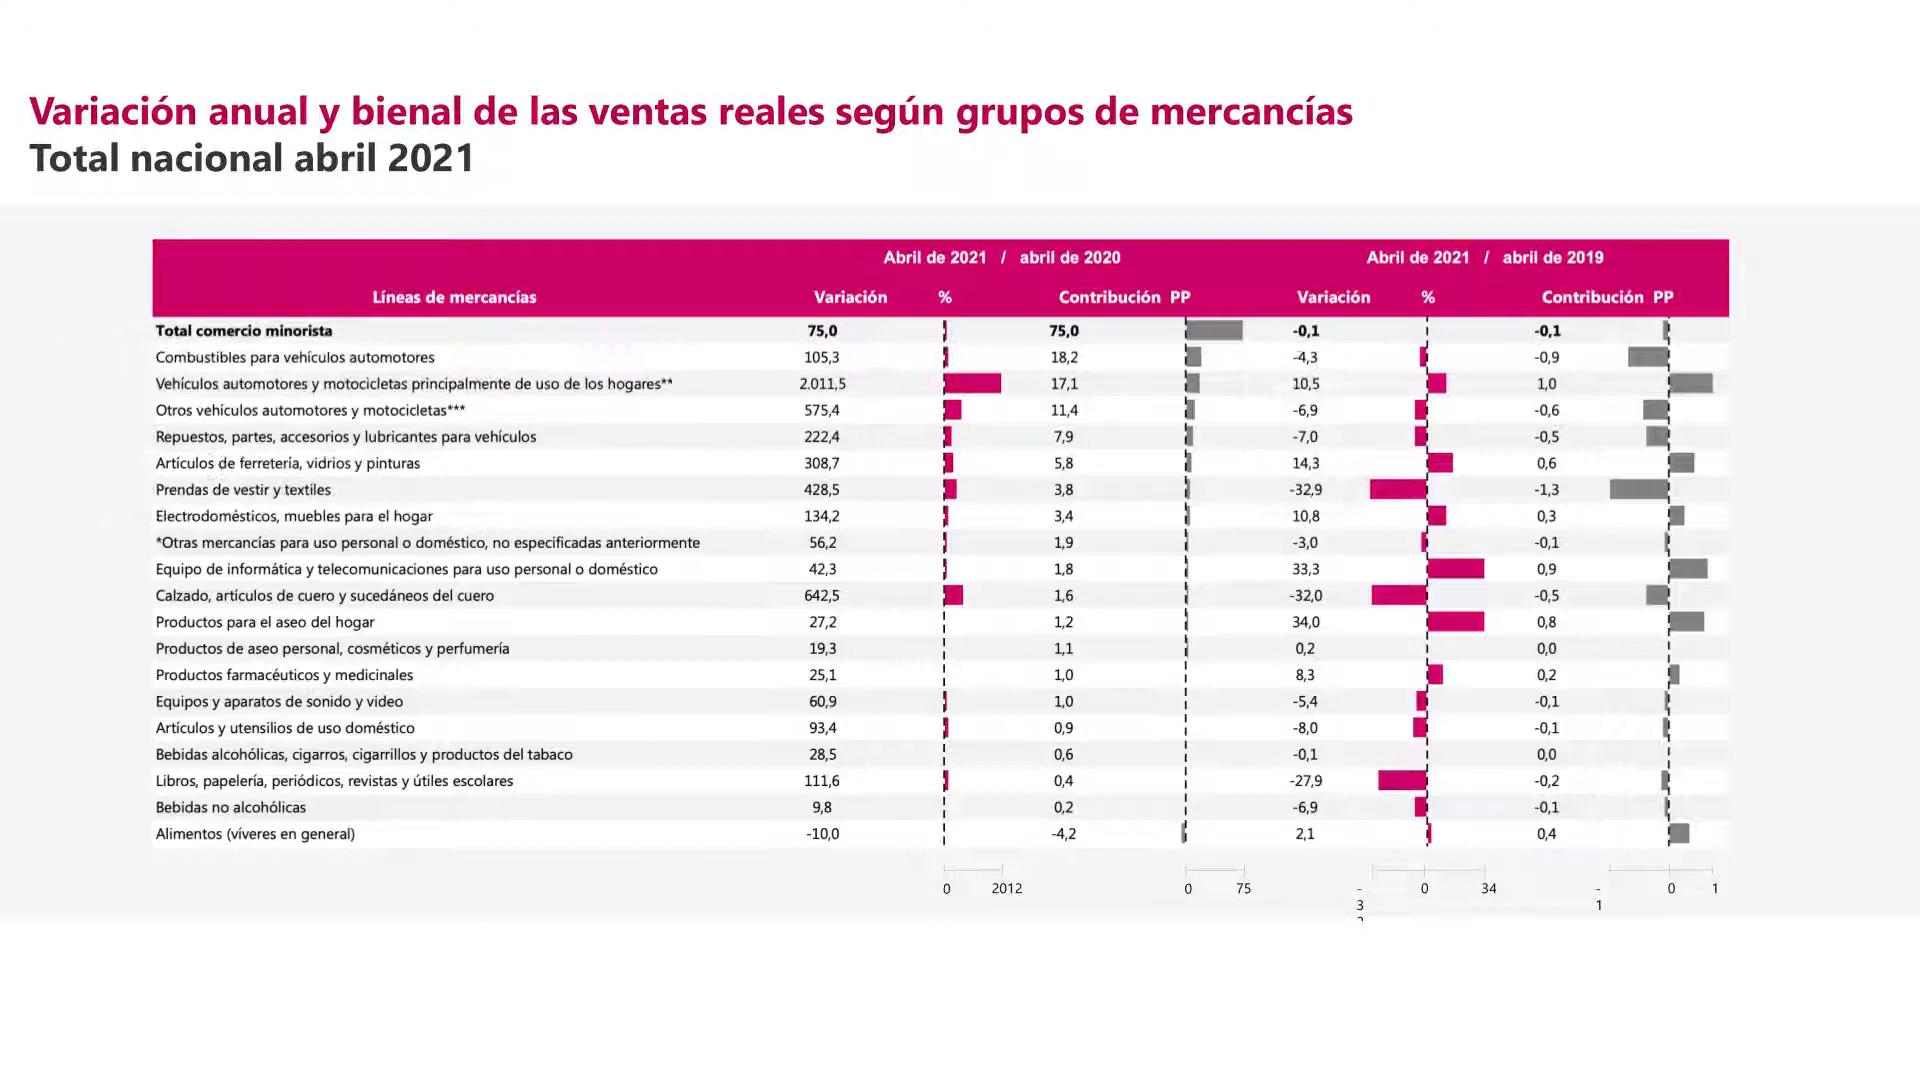 Variación anual y bienal de las ventas reales según grupos de mercancías
Total nacional abril 2021
Abril de 2021 / abril de 2020 Abril de 2021 / abril de 2019
Líneas de mercancías Variación % Contribución PP Variación % Contribución PP
Total comercio minorista 75,0 75,0 -0,1 -0,1
Combustibles para vehículos automotores 105,3 18,2 -4,3 -0,9
Vehículos automotores y motocicletas principalmente de uso de los hogares** 2.011,5 17,1 10,5 1,0
Otros vehículos automotores y motocicletas*** 575,4 11,4 -6,9 -0,6
Repuestos, partes, accesorios y lubricantes para vehículos 222,4 7,9 -7,0 -0,5
Artículos de ferretería, vidrios y pinturas 308,7 5,8 14,3 0,6
Prendas de vestir y textiles 428,5 3,8 -32,9 -1,3
Electrodomésticos, muebles para el hogar 134,2 3,4 10,8 0,3
*Otras mercancías para uso personal o doméstico, no especificadas anteriormente 56,2 1,9 -3,0 -0,1
Equipo de informática y telecomunicaciones para uso personal o doméstico 42,3 1,8 33,3 0,9
Calzado, artículos de cuero y sucedáneos del cuero 642,5 1,6 -32,0 -0,5
Productos para el aseo del hogar 27,2 1,2 34,0 0,8
Productos de aseo personal, cosméticos y perfumería 19,3 1,1 0,2 0,0
Productos farmacéuticos y medicinales 25,1 1,0 8,3 0,2
Equipos y aparatos de sonido y video 60,9 1,0 -5,4 -0,1
Artículos y utensilios de uso doméstico 93,4 0,9 -8,0 -0,1
Bebidas alcohólicas, cigarros, cigarrillos y productos del tabaco 28,5 0,6 -0,1 0,0
Libros, papelería, periódicos, revistas y útiles escolares 111,6 0,4 -27,9 -0,2
Bebidas no alcohólicas 9,8 0,2 -6,9 -0,1
Alimentos (víveres en general) -10,0 -4,2 2,1 0,4
0 2012 0 75 - 0 34 - 0 1
3 1